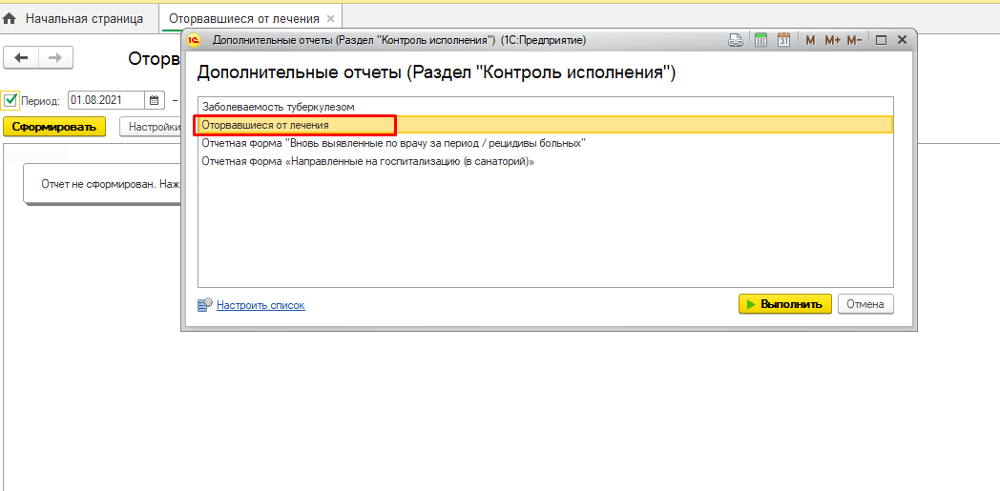 Начальная страница
Оторвавшиеся от лечения ×
1С Дополнительные отчеты (Раздел "Контроль исполнения") (1С:Предприятие)
31 M M+ M-
Оторв
Дополнительные отчеты (Раздел "Контроль исполнения")
Период: 01.08.2021 –
Сформировать
Настройки
Заболеваемость туберкулезом
Оторвавшиеся от лечения
Отчетная форма "Вновь выявленные по врачу за период / рецидивы больных"
Отчетная форма «Направленные на госпитализацию (в санаторий)»
Отчет не сформирован. Наж
Настроить список
Выполнить
Отмена